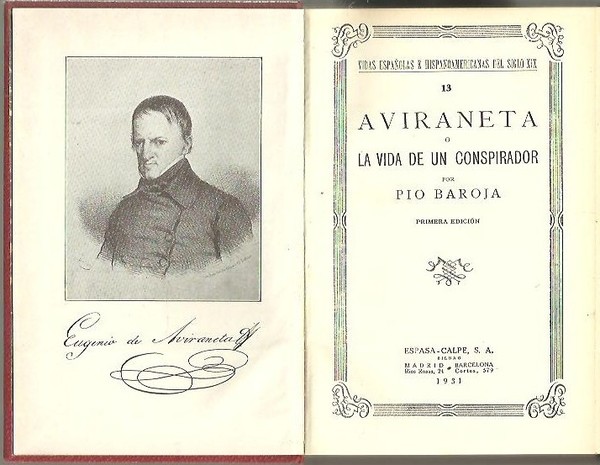 Eugenio de Aviraneta
VIDAS ESPAÑOLAS E HISPANOAMERICANAS DEL SIGLO XIX
13
AVIRANETA
O
LA VIDA DE UN CONSPIRADOR
POR
PIO BAROJA
PRIMERA EDICIÓN
ESPASA-CALPE, S. A.
BILBAO
MADRID BARCELONA
Ríos Rosas, 24 Cortes, 579
1931